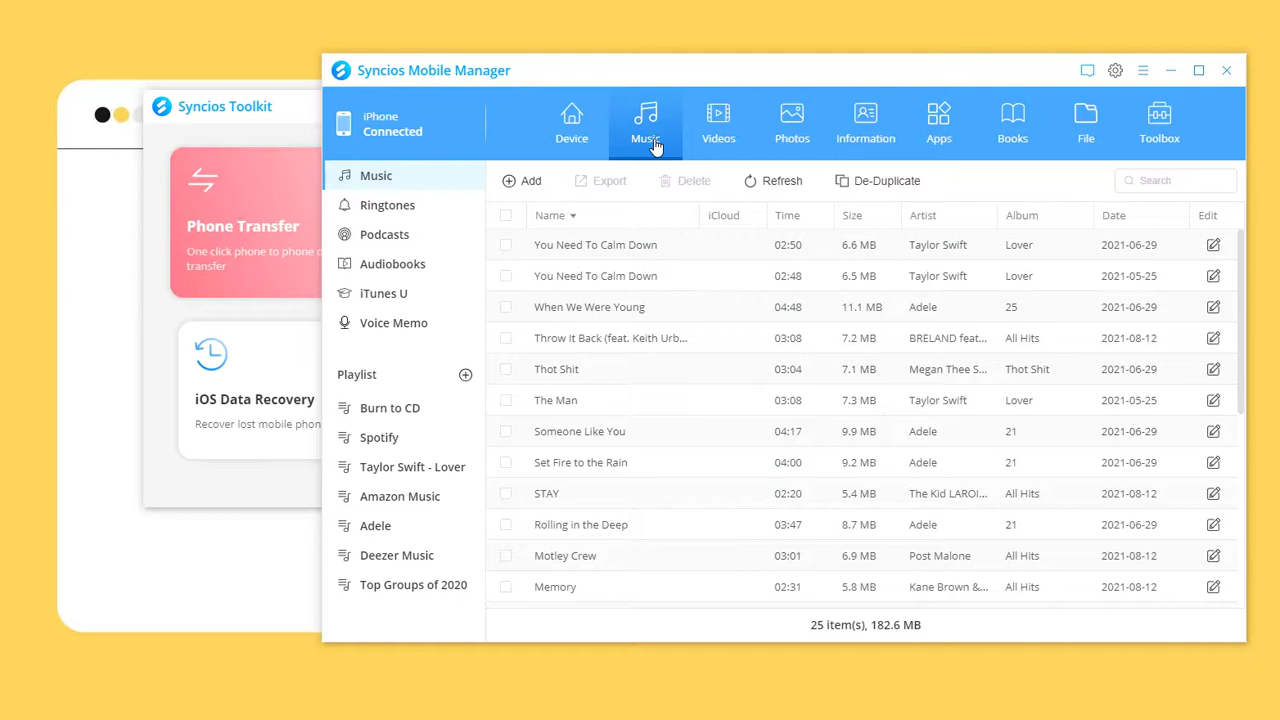 Syncios Toolkit
Phone Transfer
One click phone to phone
transfer
iOS Data Recovery
Recover lost mobile phon
Syncios Mobile Manager
iPhone
Connected
Device
Music
Videos
Photos
Information
Apps
Books
File
Toolbox
Music
Ringtones
Podcasts
Audiobooks
iTunes U
Voice Memo
Playlist
Burn to CD
Spotify
Taylor Swift - Lover
Amazon Music
Adele
Deezer Music
Top Groups of 2020
Add Export Delete Refresh De-Duplicate Search
Name iCloud Time Size Artist Album Date Edit
You Need To Calm Down 02:50 6.6 MB Taylor Swift Lover 2021-06-29
You Need To Calm Down 02:48 6.5 MB Taylor Swift Lover 2021-05-25
When We Were Young 04:48 11.1 MB Adele 25 2021-06-29
Throw It Back (feat. Keith Urb... 03:08 7.2 MB BRELAND feat... All Hits 2021-08-12
Thot Shit 03:04 7.1 MB Megan Thee S... Thot Shit 2021-08-12
The Man 03:08 7.3 MB Taylor Swift Lover 2021-05-25
Someone Like You 04:17 9.9 MB Adele 21 2021-06-29
Set Fire to the Rain 04:00 9.2 MB Adele 21 2021-06-29
STAY 02:20 5.4 MB The Kid LAROI... All Hits 2021-08-12
Rolling in the Deep 03:47 8.7 MB Adele 21 2021-06-29
Motley Crew 03:01 6.9 MB Post Malone All Hits 2021-08-12
Memory 02:31 5.8 MB Kane Brown &... All Hits 2021-08-12
25 item(s), 182.6 MB